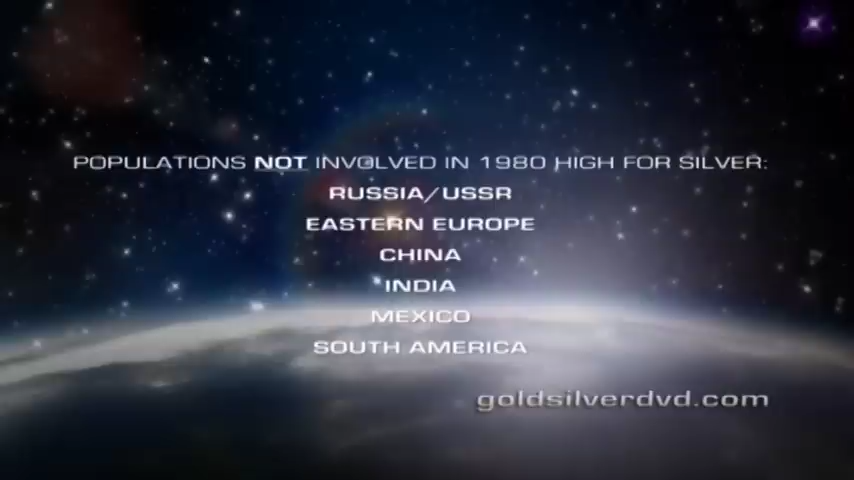 POPULATIONS NOT INVOLVED IN 1980 HIGH FOR SILVER:
RUSSIA/USSR
EASTERN EUROPE
CHINA
INDIA
MEXICO
SOUTH AMERICA
goldsilverdvd.com